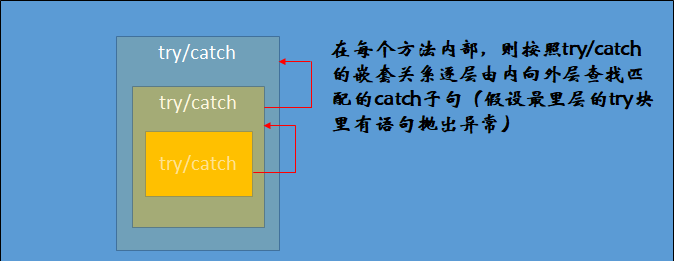 try/catch
try/catch
try/catch
在每个方法内部，则按照try/catch
的嵌套关系逐层由内向外层查找匹
配的catch子句（假设最里层的try块
里有语句抛出异常）